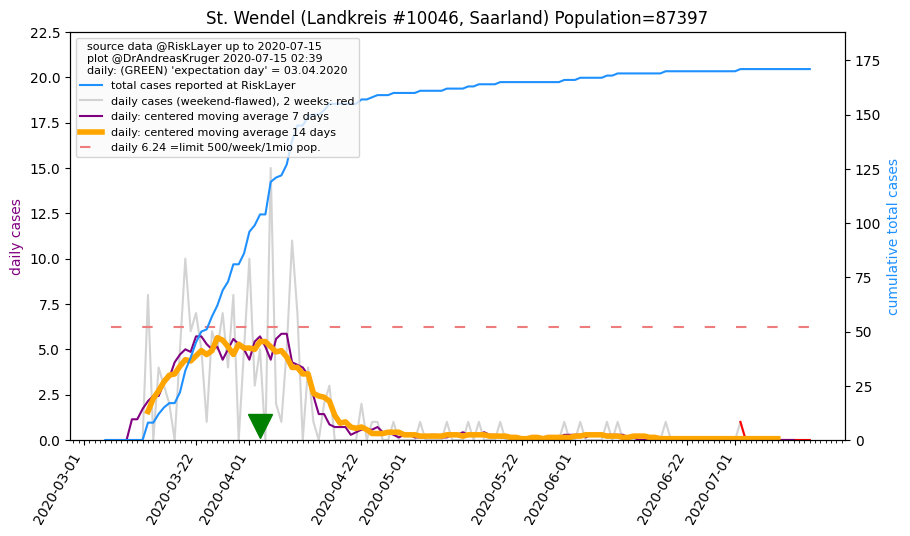 St. Wendel (Landkreis #10046, Saarland) Population=87397
source data @RiskLayer up to 2020-07-15
plot @DrAndreasKruger 2020-07-15 02:39
daily: (GREEN) 'expectation day' = 03.04.2020
total cases reported at RiskLayer
daily cases (weekend-flawed), 2 weeks: red
daily: centered moving average 7 days
daily: centered moving average 14 days
daily 6.24 =limit 500/week/1mio pop.
daily cases
22.5
20.0
17.5
15.0
12.5
10.0
7.5
5.0
2.5
0.0
cumulative total cases
175
150
125
100
75
50
25
0
2020-03-01
2020-03-22
2020-04-01
2020-04-22
2020-05-01
2020-05-22
2020-06-01
2020-06-22
2020-07-01